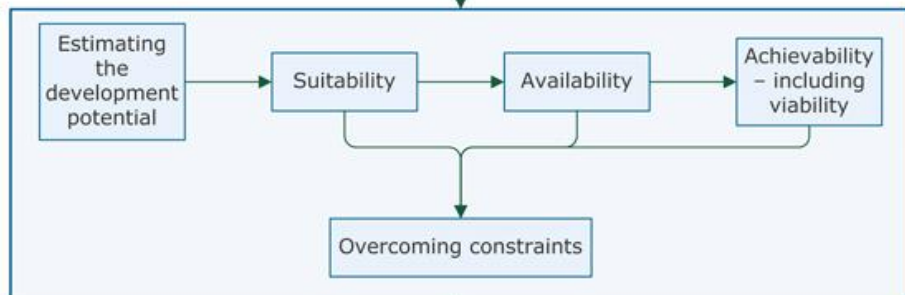 Estimating
the
development
potential
Suitability
Availability
Achievability
– including
viability
Overcoming constraints